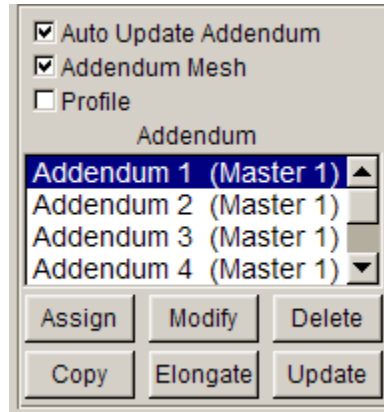 Auto Update Addendum
Addendum Mesh
Profile
Addendum
Addendum 1 (Master 1)
Addendum 2 (Master 1)
Addendum 3 (Master 1)
Addendum 4 (Master 1)
Assign Modify Delete
Copy Elongate Update